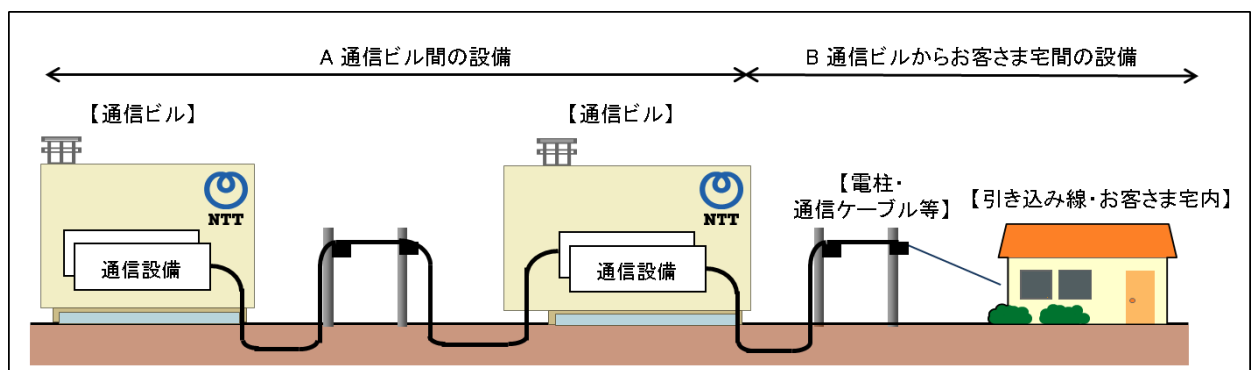 A 通信ビル間の設備
B 通信ビルからお客さま宅間の設備
【通信ビル】
【通信ビル】
【電柱・
通信ケーブル等】
【引き込み線・お客さま宅内】
NTT
NTT
通信設備
通信設備